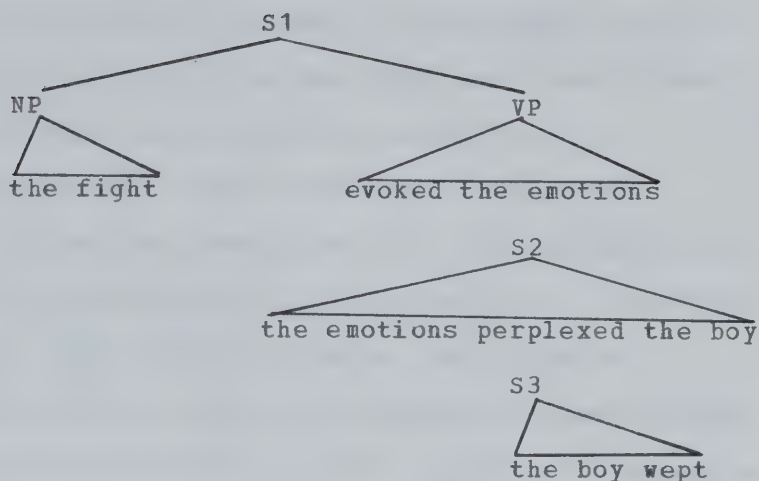 S1
NP VP
the fight evoked the emotions
S2
the emotions perplexed the boy
S3
the boy wept